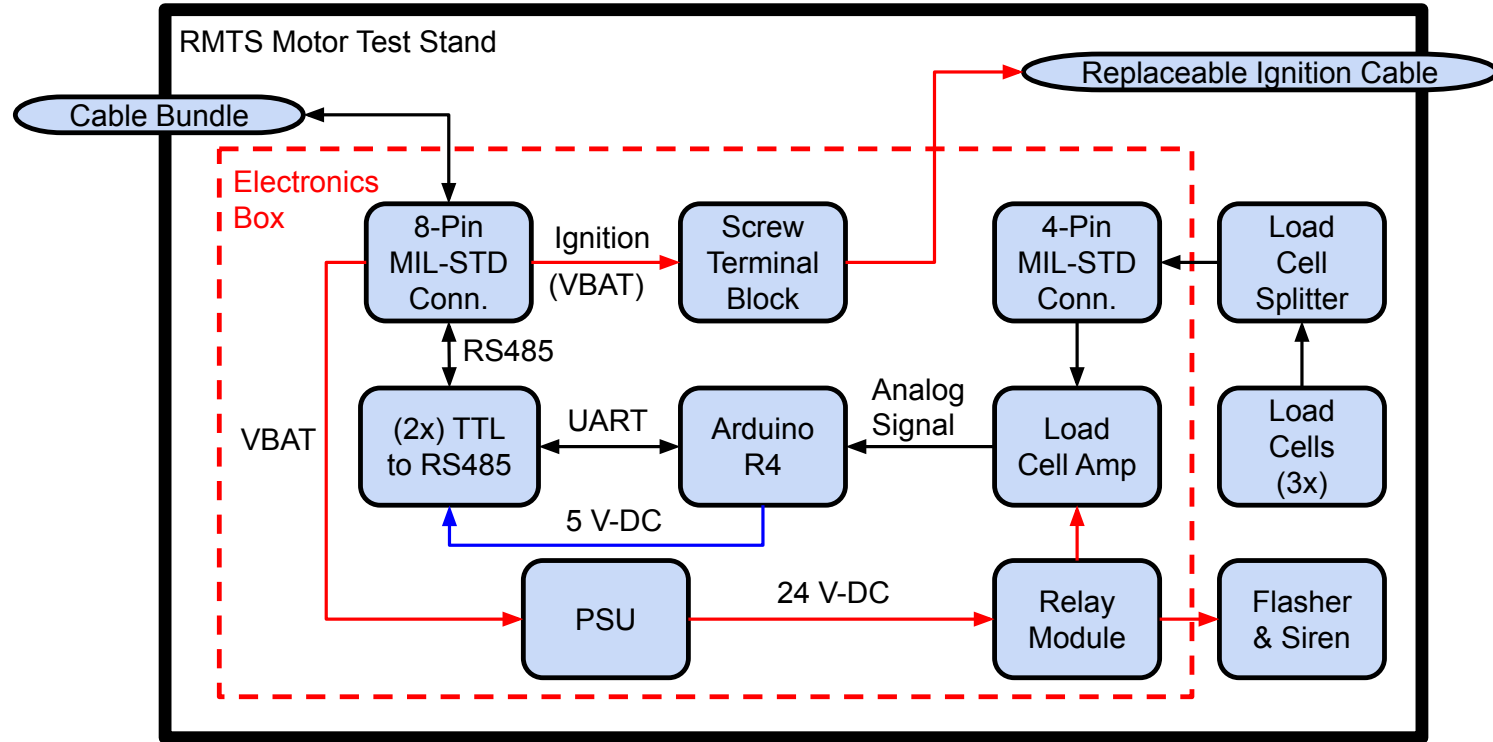 RMTS Motor Test Stand
Replaceable Ignition Cable
Cable Bundle
Electronics
Box
8-Pin
MIL-STD
Conn.
Ignition
(VBAT)
Screw
Terminal
Block
4-Pin
MIL-STD
Conn.
Load
Cell
Splitter
RS485
VBAT
(2x) TTL
to RS485
UART
Arduino
R4
Analog
Signal
Load
Cell Amp
Load
Cells
(3x)
5 V-DC
PSU
24 V-DC
Relay
Module
Flasher
& Siren